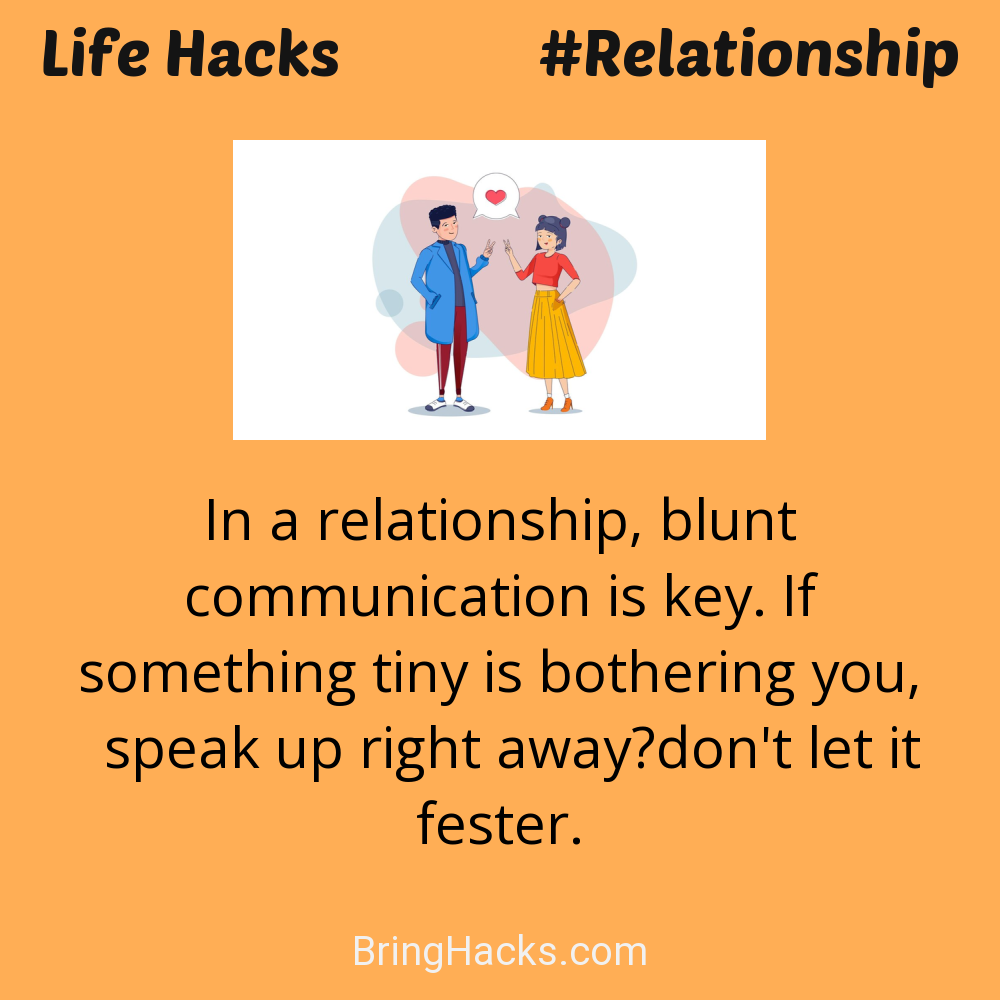 Life Hacks
#Relationship
In a relationship, blunt
communication is key. If
something tiny is bothering you,
speak up right away?don't let it
fester.
BringHacks.com